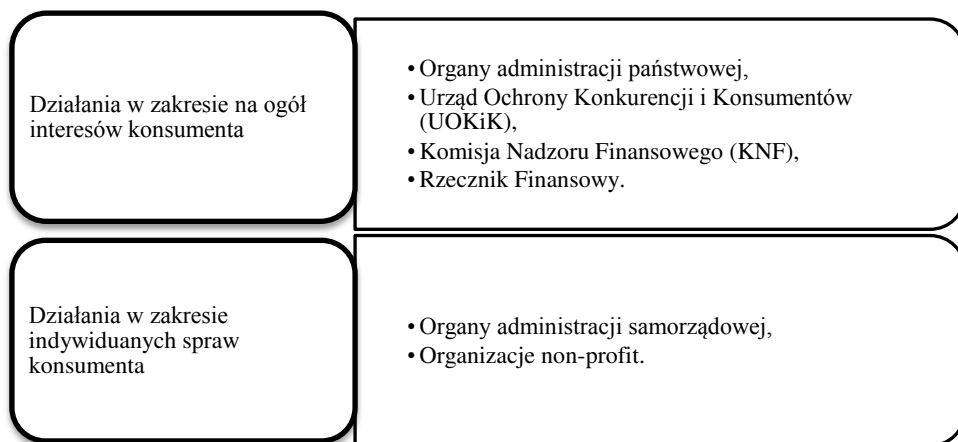 Działania w zakresie na ogół
interesów konsumenta
• Organy administracji państwowej,
• Urząd Ochrony Konkurencji i Konsumentów
(UOKiK),
• Komisja Nadzoru Finansowego (KNF),
• Rzecznik Finansowy.
Działania w zakresie
indywiduanych spraw
konsumenta
• Organy administracji samorządowej,
• Organizacje non-profit.